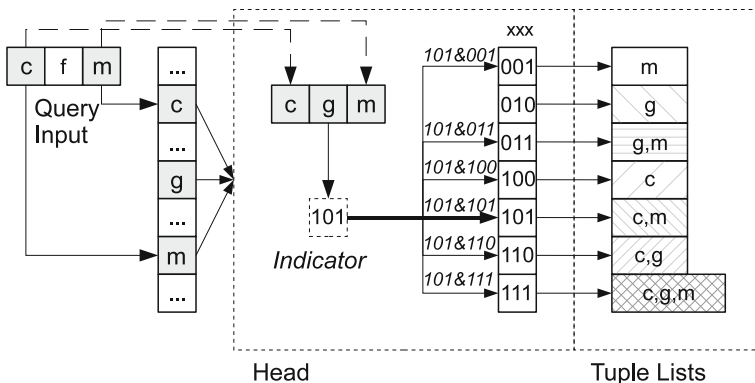 xxx
c f m
Query
Input
...
c
...
g
...
m
...
c g m
101
Indicator
101&001
101&011
101&100
101&101
101&110
101&111
001
010
011
100
101
110
111
m
g
g,m
c
c,m
c,g
c,g,m
Head
Tuple Lists